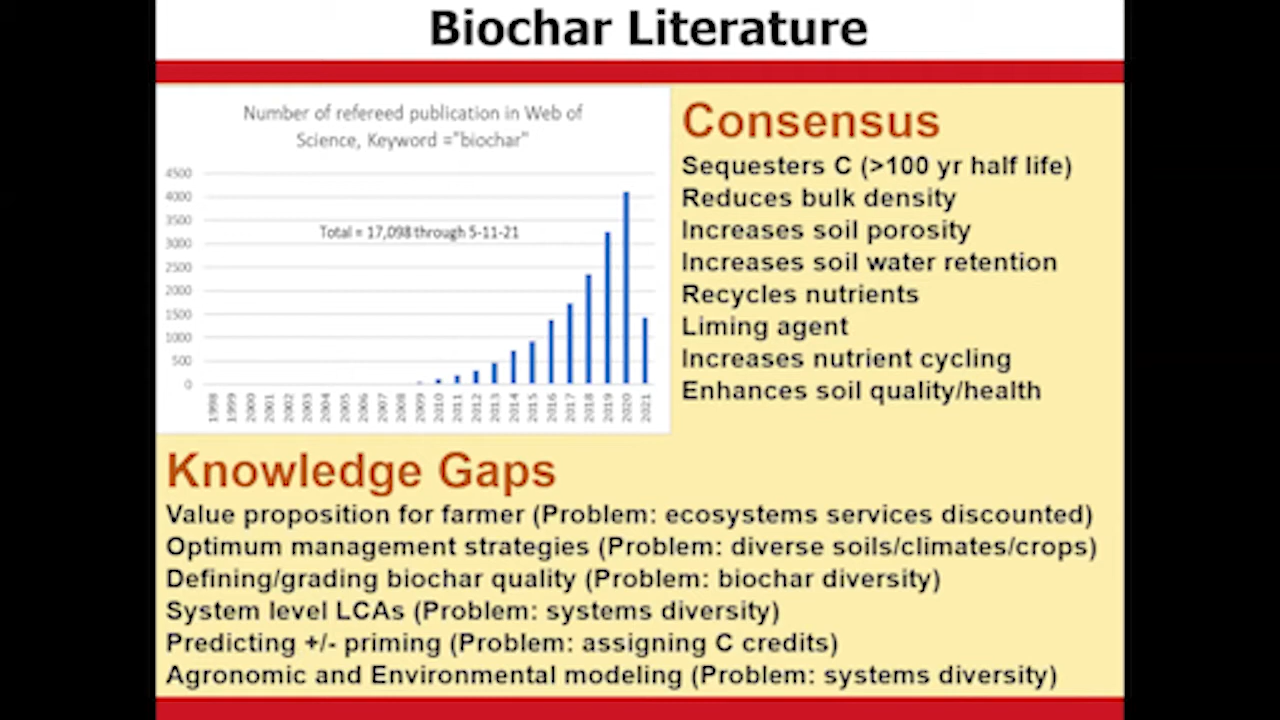 Biochar Literature
Number of refereed publication in Web of
Science, Keyword ="biochar"
4500
4000
3500
3000
2500
2000
1500
1000
500
0
Total = 17,098 through 5-11-21
1998
1999
2000
2001
2002
2003
2004
2005
2006
2007
2008
2009
2010
2011
2012
2013
2014
2015
2016
2017
2018
2019
2020
2021
Consensus
Sequesters C (>100 yr half life)
Reduces bulk density
Increases soil porosity
Increases soil water retention
Recycles nutrients
Liming agent
Increases nutrient cycling
Enhances soil quality/health
Knowledge Gaps
Value proposition for farmer (Problem: ecosystems services discounted)
Optimum management strategies (Problem: diverse soils/climates/crops)
Defining/grading biochar quality (Problem: biochar diversity)
System level LCAs (Problem: systems diversity)
Predicting +/- priming (Problem: assigning C credits)
Agronomic and Environmental modeling (Problem: systems diversity)